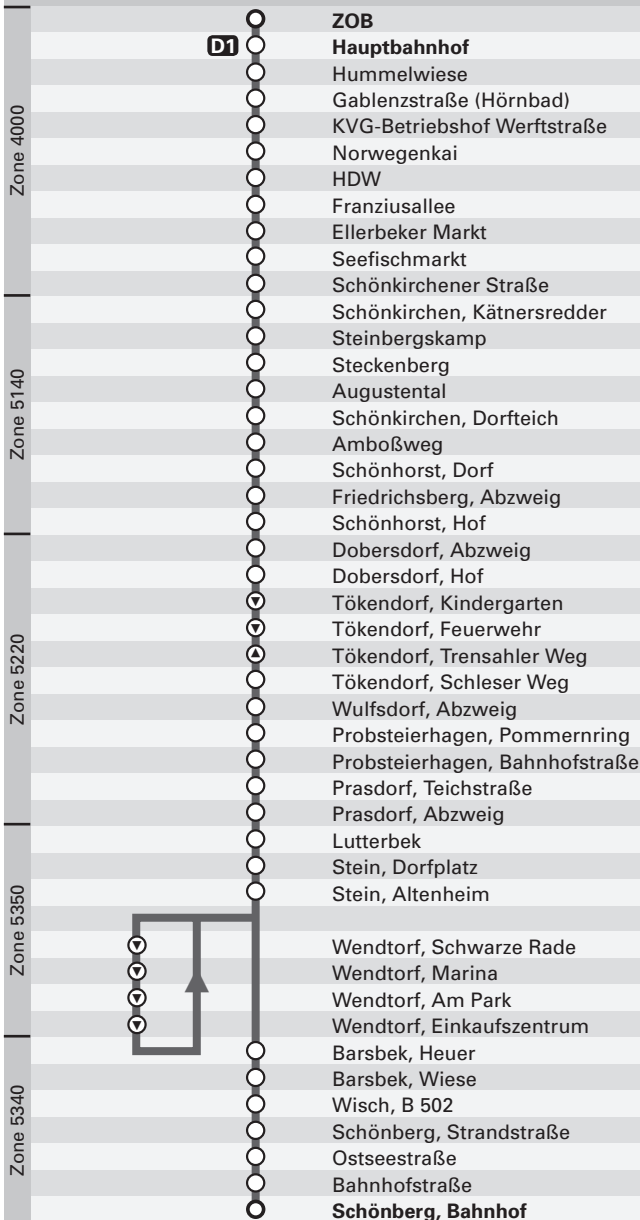 ZOB
D1 Hauptbahnhof
Hummelwiese
Gablenzstraße (Hörnbad)
KVG-Betriebshof Werftstraße
Norwegenkai
HDW
Franziusallee
Ellerbeker Markt
Seefischmarkt
Schönkirchener Straße
Zone 4000
Schönkirchen, Kätnersredder
Steinbergskamp
Steckenberg
Augustental
Schönkirchen, Dorfteich
Amboßweg
Schönhorst, Dorf
Friedrichsberg, Abzweig
Schönhorst, Hof
Zone 5140
Dobersdorf, Abzweig
Dobersdorf, Hof
Tökendorf, Kindergarten
Tökendorf, Feuerwehr
Tökendorf, Trensahler Weg
Tökendorf, Schleser Weg
Wulfsdorf, Abzweig
Probsteierhagen, Pommernring
Probsteierhagen, Bahnhofstraße
Prasdorf, Teichstraße
Prasdorf, Abzweig
Zone 5220
Lutterbek
Stein, Dorfplatz
Stein, Altenheim
Wendtorf, Schwarze Rade
Wendtorf, Marina
Wendtorf, Am Park
Wendtorf, Einkaufszentrum
Zone 5350
Barsbek, Heuer
Barsbek, Wiese
Wisch, B 502
Schönberg, Strandstraße
Ostseestraße
Bahnhofstraße
Schönberg, Bahnhof
Zone 5340